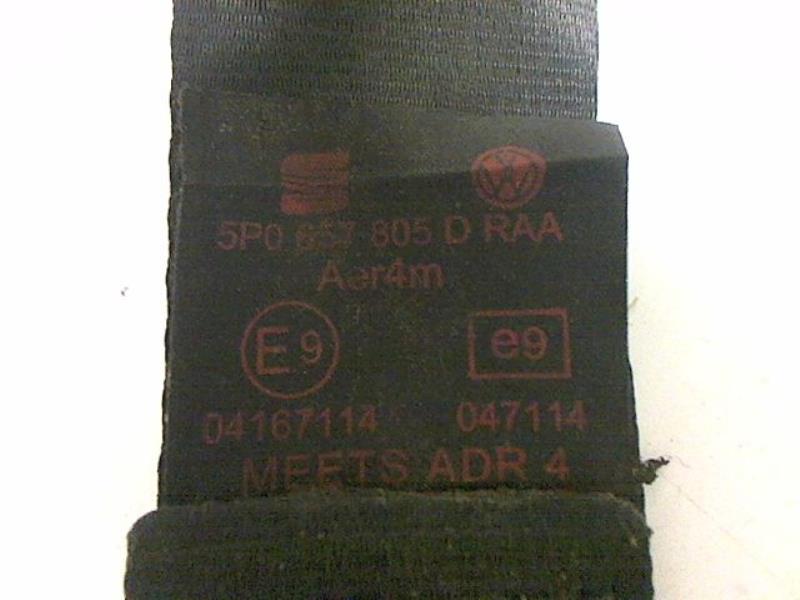 5P0 857 805 D RAA
Aer4m
E9 e9
04167114 047114
MEETS ADR 4